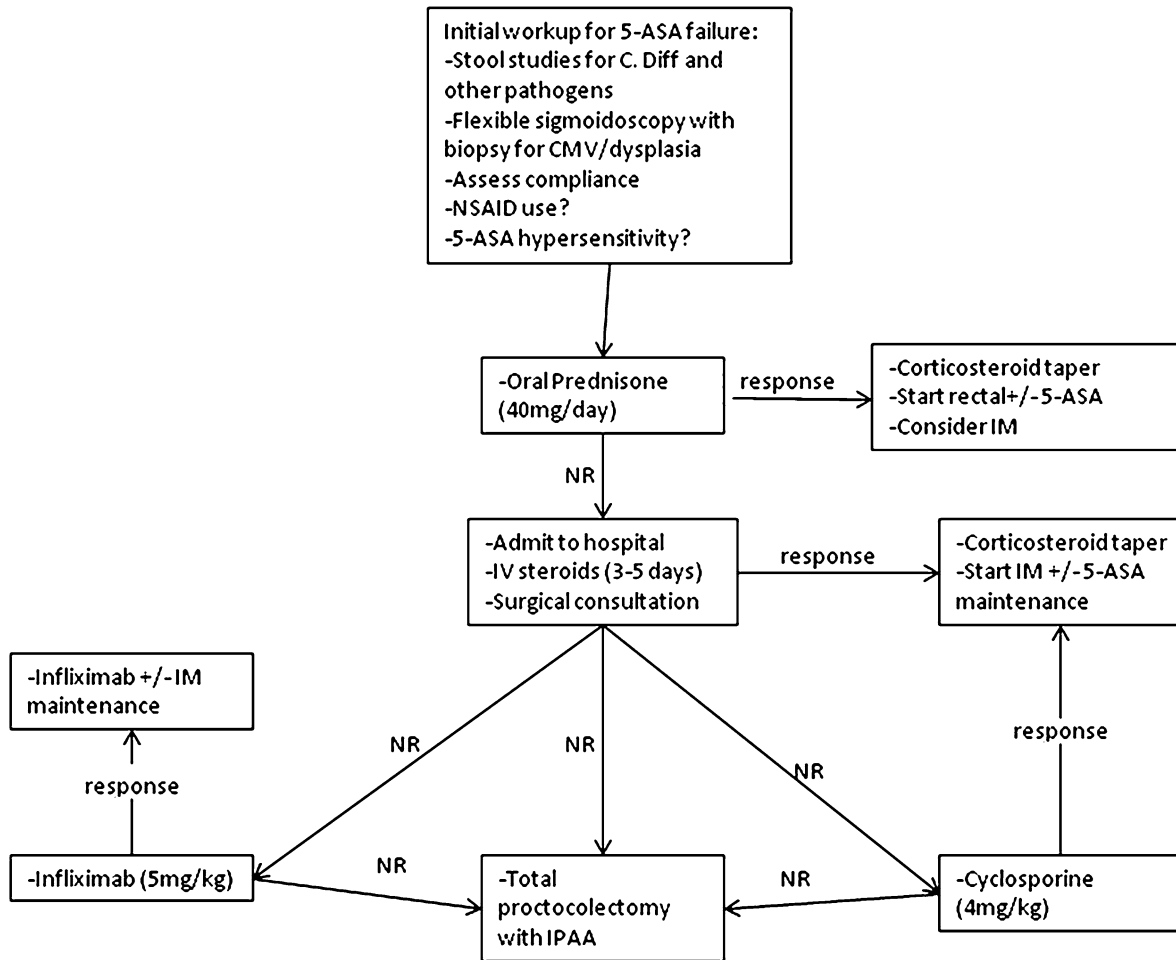 Initial workup for 5-ASA failure:
-Stool studies for C. Diff and
other pathogens
-Flexible sigmoidoscopy with
biopsy for CMV/dysplasia
-Assess compliance
-NSAID use?
-5-ASA hypersensitivity?
-Oral Prednisone
(40mg/day)
response
-Corticosteroid taper
-Start rectal+/-5-ASA
-Consider IM
NR
-Admit to hospital
-IV steroids (3-5 days)
-Surgical consultation
response
-Corticosteroid taper
-Start IM +/-5-ASA
maintenance
-Infliximab +/-IM
maintenance
NR
NR
NR
response
response
-Infliximab (5mg/kg)
NR
-Total
proctocolectomy
with IPAA
NR
-Cyclosporine
(4mg/kg)